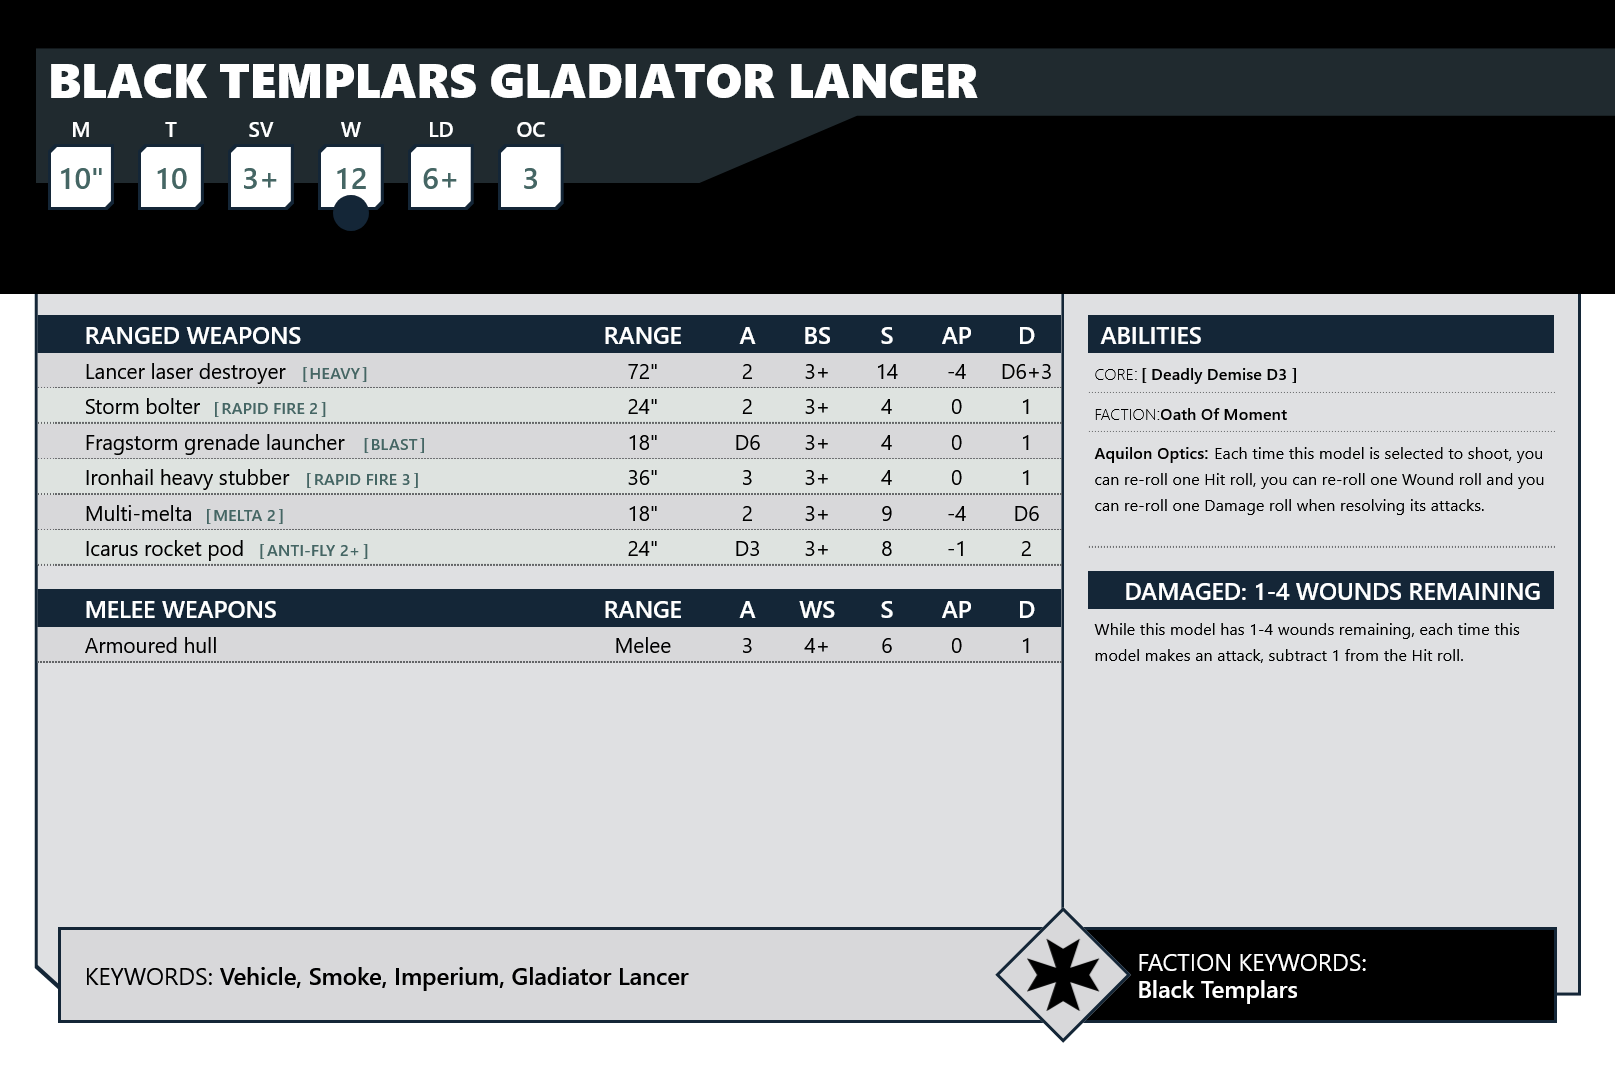 BLACK TEMPLARS GLADIATOR LANCER
M T SV W LD OC
10" 10 3+ 12 6+ 3
RANGED WEAPONS RANGE A BS S AP D
Lancer laser destroyer [HEAVY] 72" 2 3+ 14 -4 D6+3
Storm bolter [RAPID FIRE 2] 24" 2 3+ 4 0 1
Fragstorm grenade launcher [BLAST] 18" D6 3+ 4 0 1
Ironhail heavy stubber [RAPID FIRE 3] 36" 3 3+ 4 0 1
Multi-melta [MELTA 2] 18" 2 3+ 9 -4 D6
Icarus rocket pod [ANTI-FLY 2+] 24" D3 3+ 8 -1 2
MELEE WEAPONS RANGE A WS S AP D
Armoured hull Melee 3 4+ 6 0 1
ABILITIES
CORE: [ Deadly Demise D3 ]
FACTION:Oath Of Moment
Aquilon Optics: Each time this model is selected to shoot, you
can re-roll one Hit roll, you can re-roll one Wound roll and you
can re-roll one Damage roll when resolving its attacks.
DAMAGED: 1-4 WOUNDS REMAINING
While this model has 1-4 wounds remaining, each time this
model makes an attack, subtract 1 from the Hit roll.
KEYWORDS: Vehicle, Smoke, Imperium, Gladiator Lancer
FACTION KEYWORDS:
Black Templars